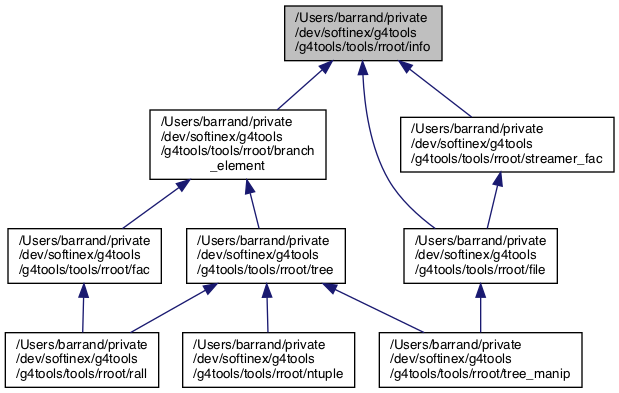 /Users/barrand/private
/dev/softinex/g4tools
/g4tools/tools/rroot/info
/Users/barrand/private
/dev/softinex/g4tools
/g4tools/tools/rroot/branch
_element
/Users/barrand/private
/dev/softinex/g4tools
/g4tools/tools/rroot/streamer_fac
/Users/barrand/private
/dev/softinex/g4tools
/g4tools/tools/rroot/fac
/Users/barrand/private
/dev/softinex/g4tools
/g4tools/tools/rroot/tree
/Users/barrand/private
/dev/softinex/g4tools
/g4tools/tools/rroot/file
/Users/barrand/private
/dev/softinex/g4tools
/g4tools/tools/rroot/rall
/Users/barrand/private
/dev/softinex/g4tools
/g4tools/tools/rroot/ntuple
/Users/barrand/private
/dev/softinex/g4tools
/g4tools/tools/rroot/tree_manip